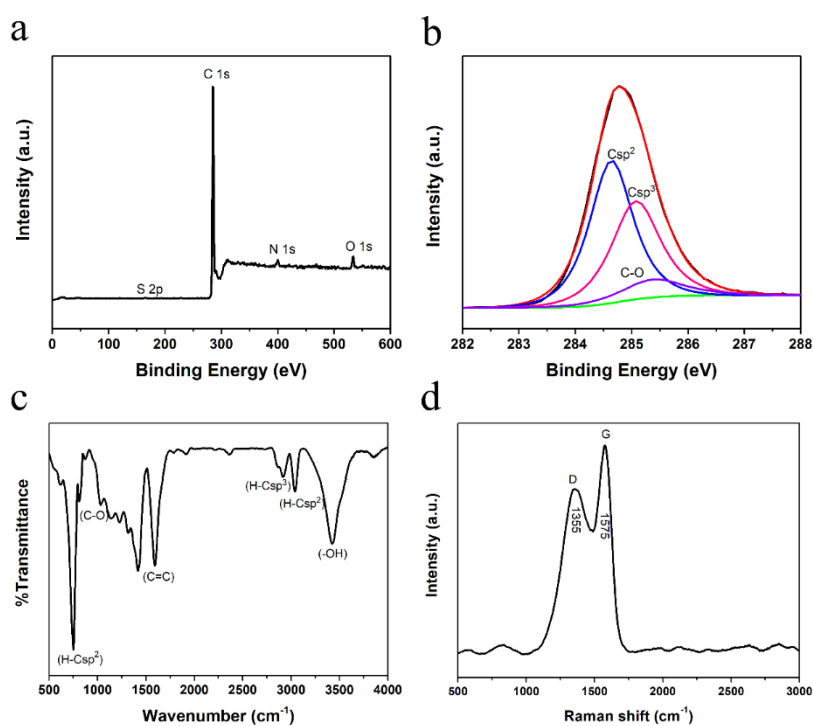 a
C 1s
N 1s
O 1s
S 2p
Intensity (a.u.)
0 100 200 300 400 500 600
Binding Energy (eV)
b
Csp²
Csp³
C-O
Intensity (a.u.)
282 283 284 285 286 287 288
Binding Energy (eV)
c
(H-Csp³)
(H-Csp²)
(C-O)
(-OH)
(C=C)
(H-Csp²)
%Transmittance
500 1000 1500 2000 2500 3000 3500 4000
Wavenumber (cm⁻¹)
d
G
D
1355
1575
Intensity (a.u.)
500 1000 1500 2000 2500 3000
Raman shift (cm⁻¹)